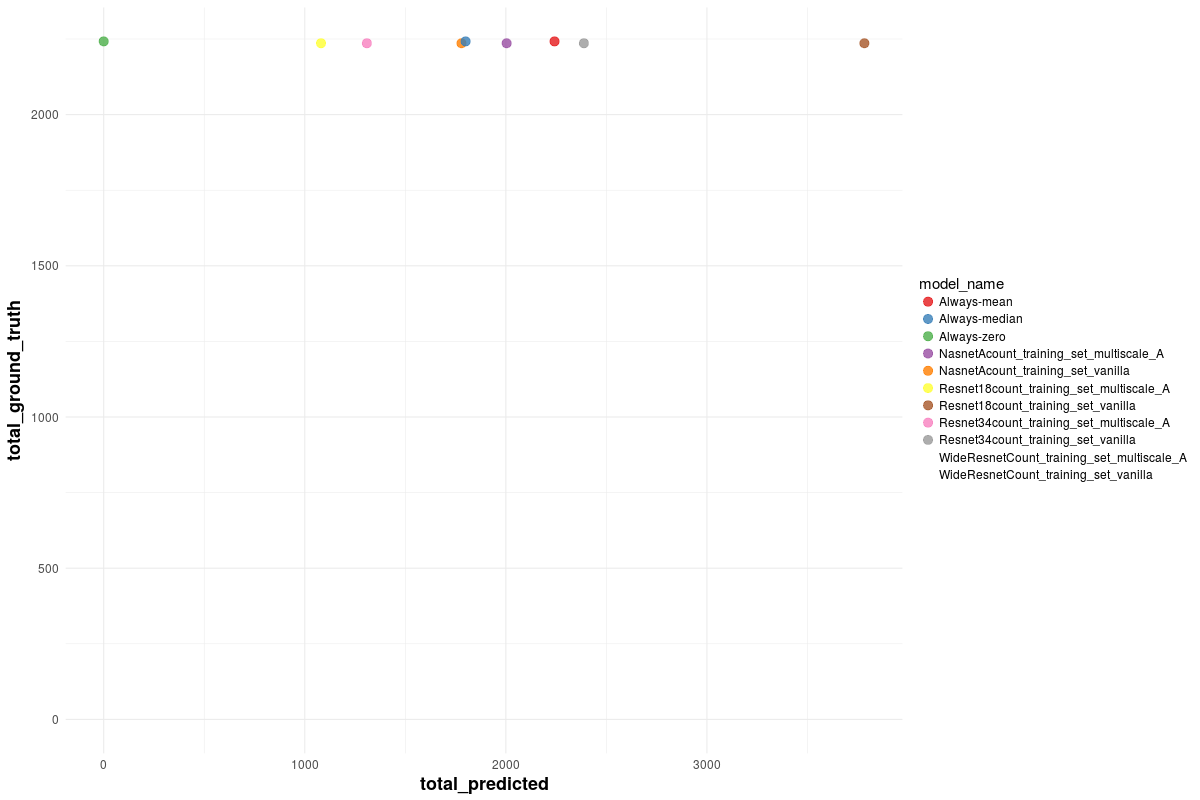 2000
1500
1000
500
0
total_ground_truth
0 1000 2000 3000
total_predicted
model_name
Always-mean
Always-median
Always-zero
NasnetAcount_training_set_multiscale_A
NasnetAcount_training_set_vanilla
Resnet18count_training_set_multiscale_A
Resnet18count_training_set_vanilla
Resnet34count_training_set_multiscale_A
Resnet34count_training_set_vanilla
WideResnetCount_training_set_multiscale_A
WideResnetCount_training_set_vanilla